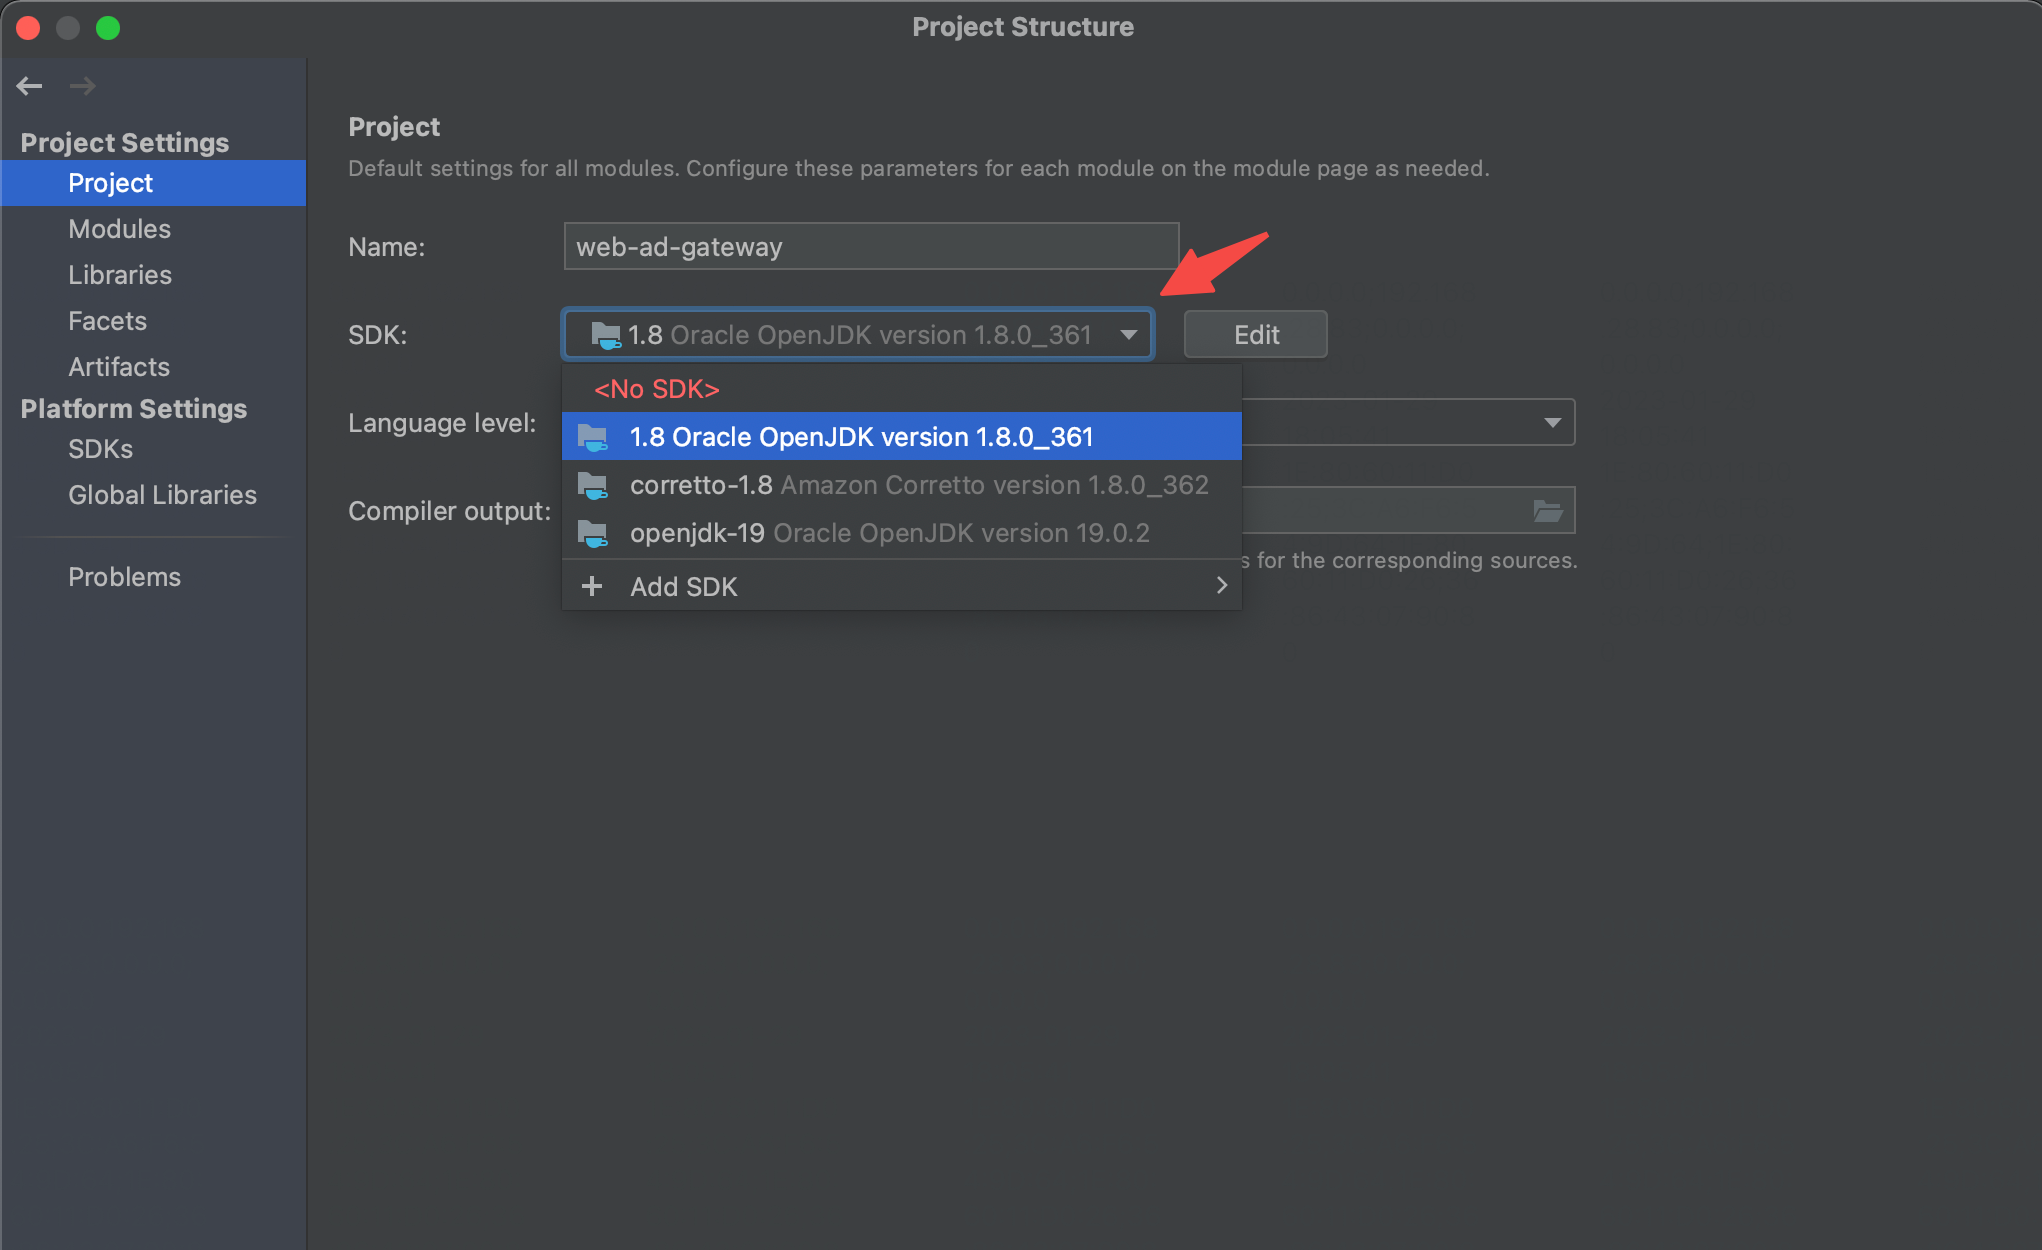 Project Structure
Project Settings
Project
Modules
Libraries
Facets
Artifacts
Platform Settings
SDKs
Global Libraries
Problems
Project
Default settings for all modules. Configure these parameters for each module on the module page as needed.
Name: web-ad-gateway
SDK: 1.8 Oracle OpenJDK version 1.8.0_361 Edit
<No SDK>
Language level:
1.8 Oracle OpenJDK version 1.8.0_361
corretto-1.8 Amazon Corretto version 1.8.0_362
Compiler output:
openjdk-19 Oracle OpenJDK version 19.0.2
s for the corresponding sources.
Add SDK